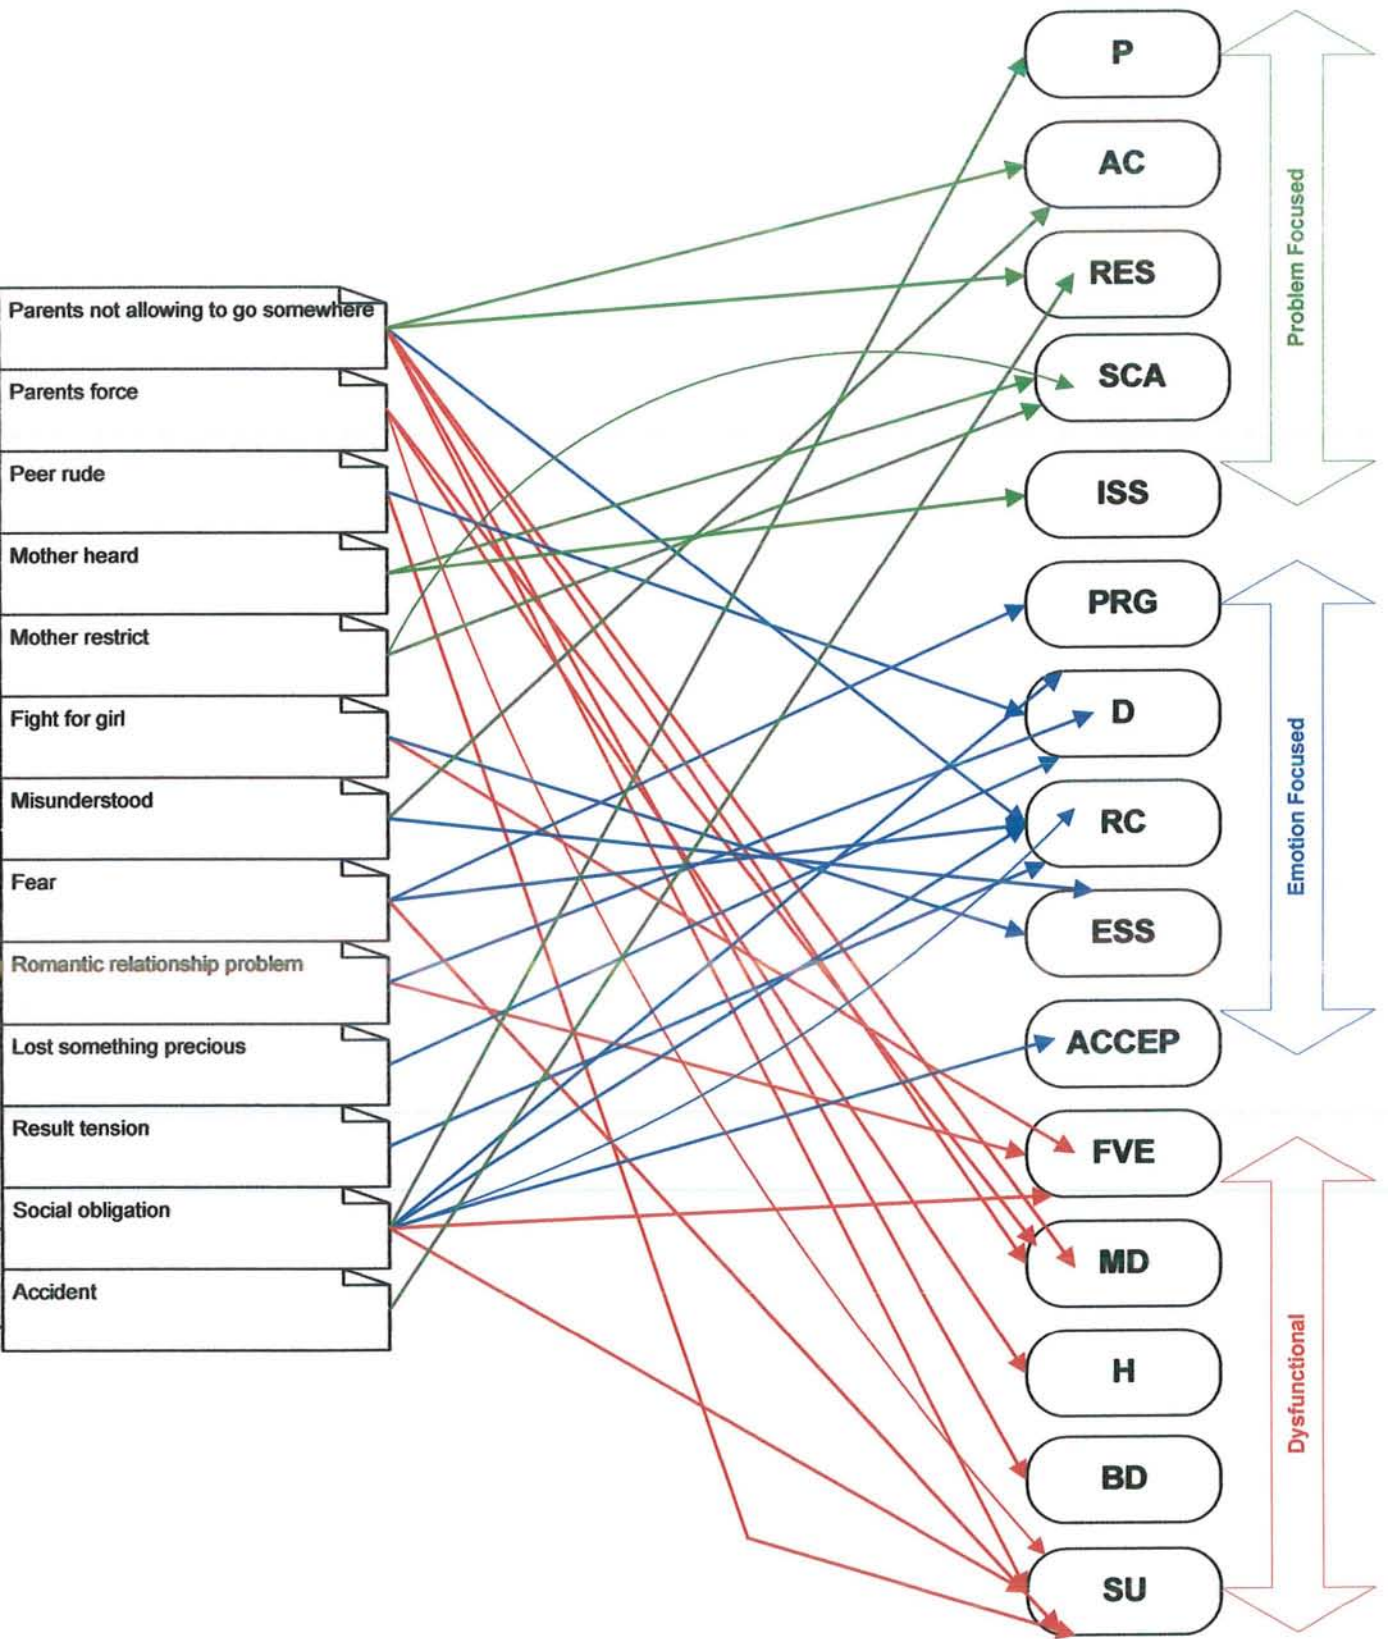 Parents not allowing to go somewhere
Parents force
Peer rude
Mother heard
Mother restrict
Fight for girl
Misunderstood
Fear
Romantic relationship problem
Lost something precious
Result tension
Social obligation
Accident
P
AC
RES
SCA
ISS
PRG
D
RC
ESS
ACCEP
FVE
MD
H
BD
SU
Problem Focused
Emotion Focused
Dysfunctional